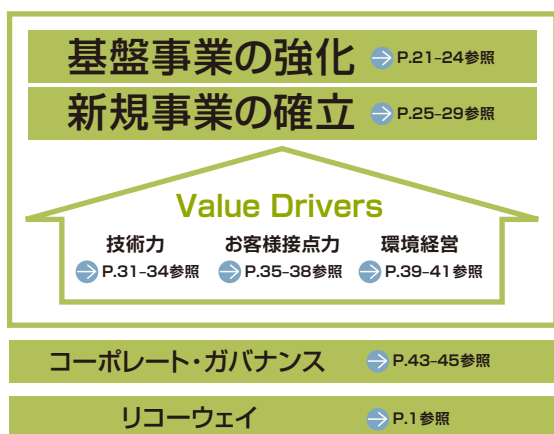 基盤事業の強化 P.21–24参照
新規事業の確立 P.25–29参照
Value Drivers
技術力 お客様接点力 環境経営
P.31–34参照 P.35–38参照 P.39–41参照
コーポレート・ガバナンス P.43–45参照
リコーウェイ P.1参照